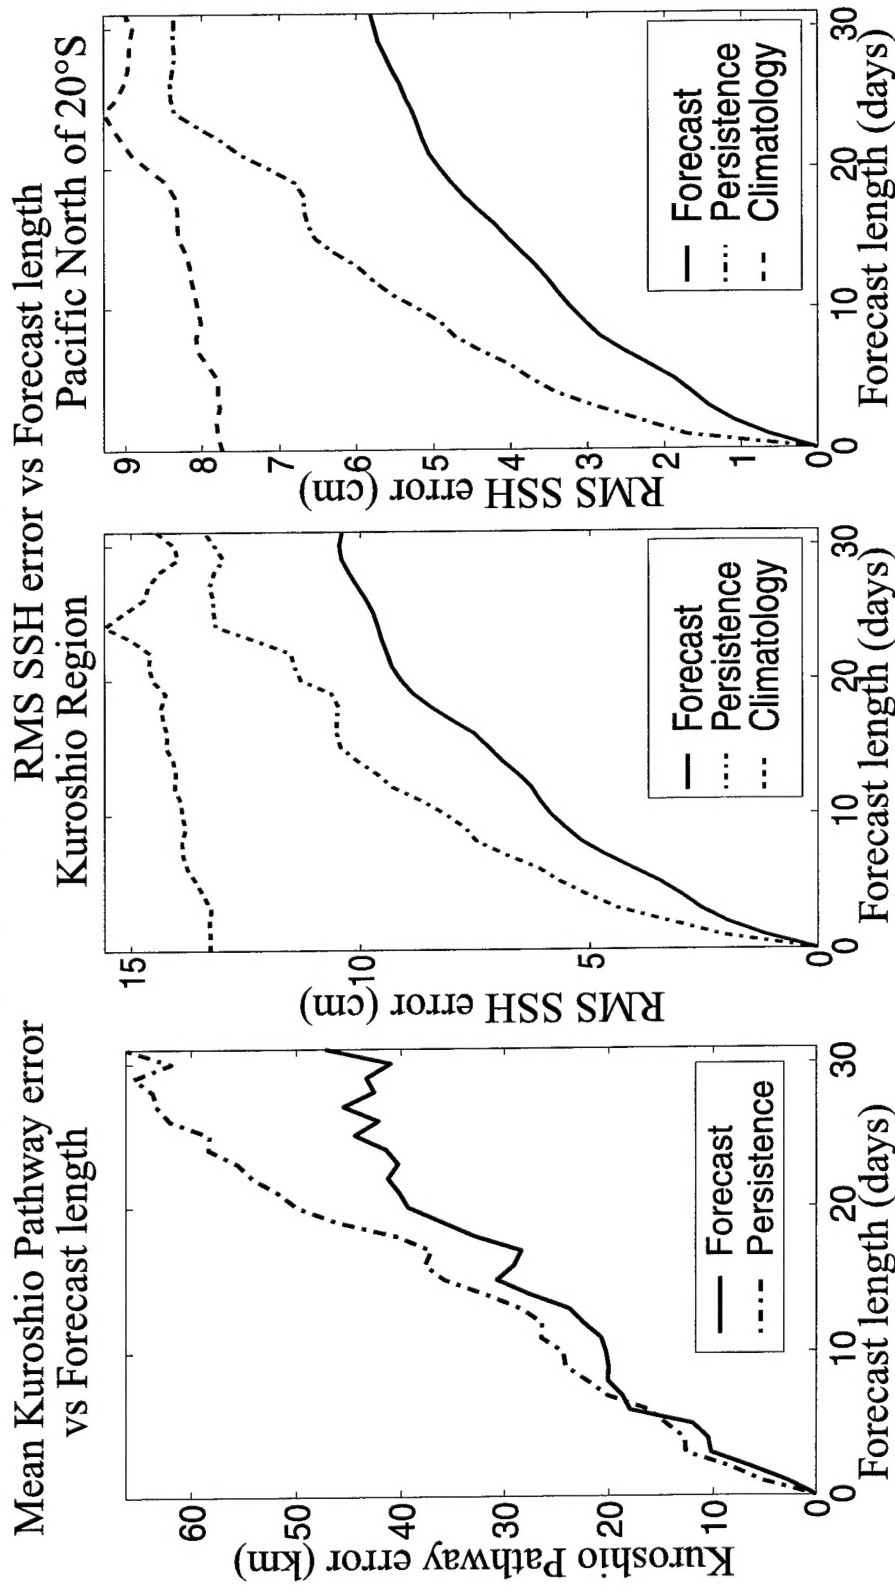 Mean Kuroshio Pathway error
vs Forecast length
Kuroshio Pathway error (km)
60
50
40
30
20
10
0
Forecast
Persistence
0
10
20
30
Forecast length (days)
RMS SSH error vs Forecast length
Kuroshio Region
RMS SSH error (cm)
15
10
5
0
Forecast
Persistence
Climatology
0
10
20
30
Forecast length (days)
Pacific North of 20°S
RMS SSH error (cm)
9
8
7
6
5
4
3
2
1
0
Forecast
Persistence
Climatology
0
10
20
30
Forecast length (days)